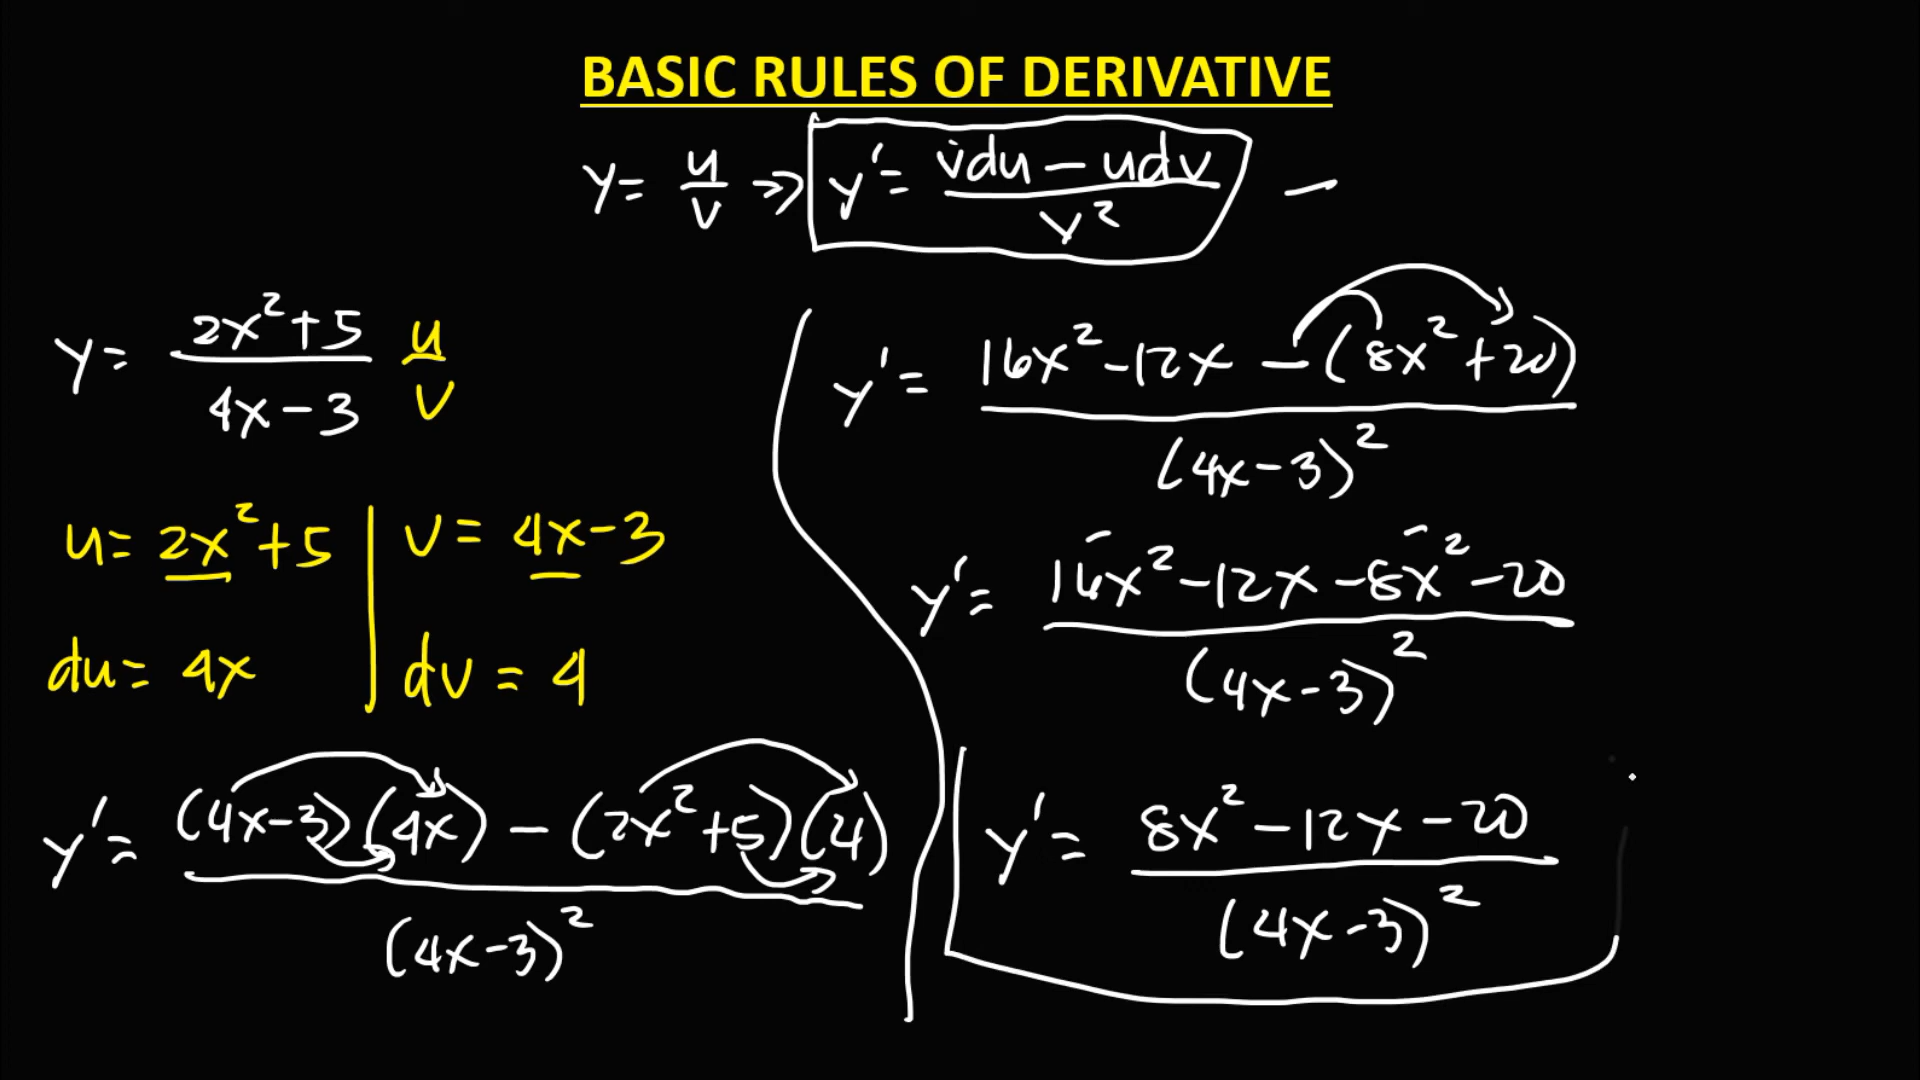 BASIC RULES OF DERIVATIVE
y = u/v ⇒ y' = (vdu − udv)/v² −
y = (2x²+5)/(4x−3) u/v
u = 2x²+5 | v = 4x−3
du = 4x | dv = 4
y' = ((4x−3)(4x) − (2x²+5)(4))/(4x−3)²
y' = (16x²−12x −(8x²+20))/(4x−3)²
y' = (16x²−12x−8x²−20)/(4x−3)²
y' = (8x²−12x−20)/(4x−3)²